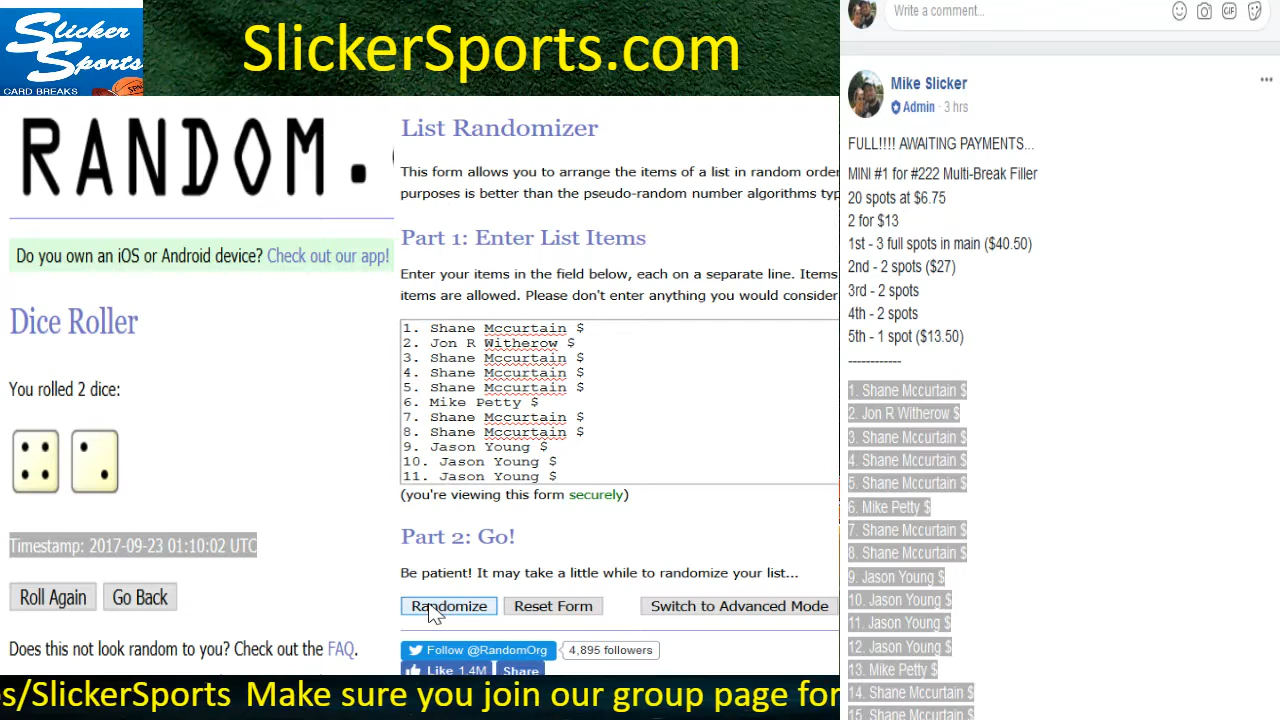 Slicker
Sports
CARD BREAKS
SlickerSports.com
RANDOM.
Do you own an iOS or Android device? Check out our app!
Dice Roller
You rolled 2 dice:
Timestamp: 2017-09-23 01:10:02 UTC
Roll Again
Go Back
Does this not look random to you? Check out the FAQ.
List Randomizer
This form allows you to arrange the items of a list in random order
purposes is better than the pseudo-random number algorithms typ
Part 1: Enter List Items
Enter your items in the field below, each on a separate line. Items
items are allowed. Please don't enter anything you would consider
1. Shane Mccurtain $
2. Jon R Witherow $
3. Shane Mccurtain $
4. Shane Mccurtain $
5. Shane Mccurtain $
6. Mike Petty $
7. Shane Mccurtain $
8. Shane Mccurtain $
9. Jason Young $
10. Jason Young $
11. Jason Young $
(you're viewing this form securely)
Part 2: Go!
Be patient! It may take a little while to randomize your list...
Randomize
Reset Form
Switch to Advanced Mode
Follow @RandomOrg
4,895 followers
Like 1.4M
Share
Write a comment...
GIF
Mike Slicker
Admin · 3 hrs
FULL!!!! AWAITING PAYMENTS...
MINI #1 for #222 Multi-Break Filler
20 spots at $6.75
2 for $13
1st - 3 full spots in main ($40.50)
2nd - 2 spots ($27)
3rd - 2 spots
4th - 2 spots
5th - 1 spot ($13.50)
------------
1. Shane Mccurtain $
2. Jon R Witherow $
3. Shane Mccurtain $
4. Shane Mccurtain $
5. Shane Mccurtain $
6. Mike Petty $
7. Shane Mccurtain $
8. Shane Mccurtain $
9. Jason Young $
10. Jason Young $
11. Jason Young $
12. Jason Young $
13. Mike Petty $
14. Shane Mccurtain $
15. Shane Mccurtain $
s/SlickerSports Make sure you join our group page for